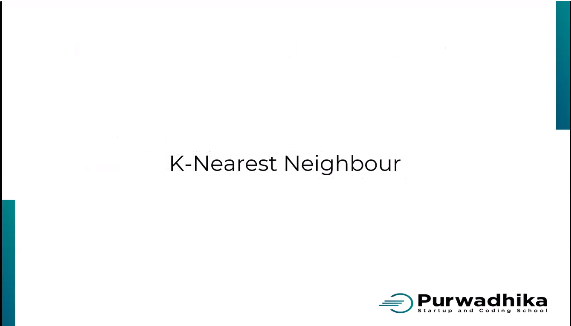 K-Nearest Neighbour
Purwadhika
Startup and Coding School